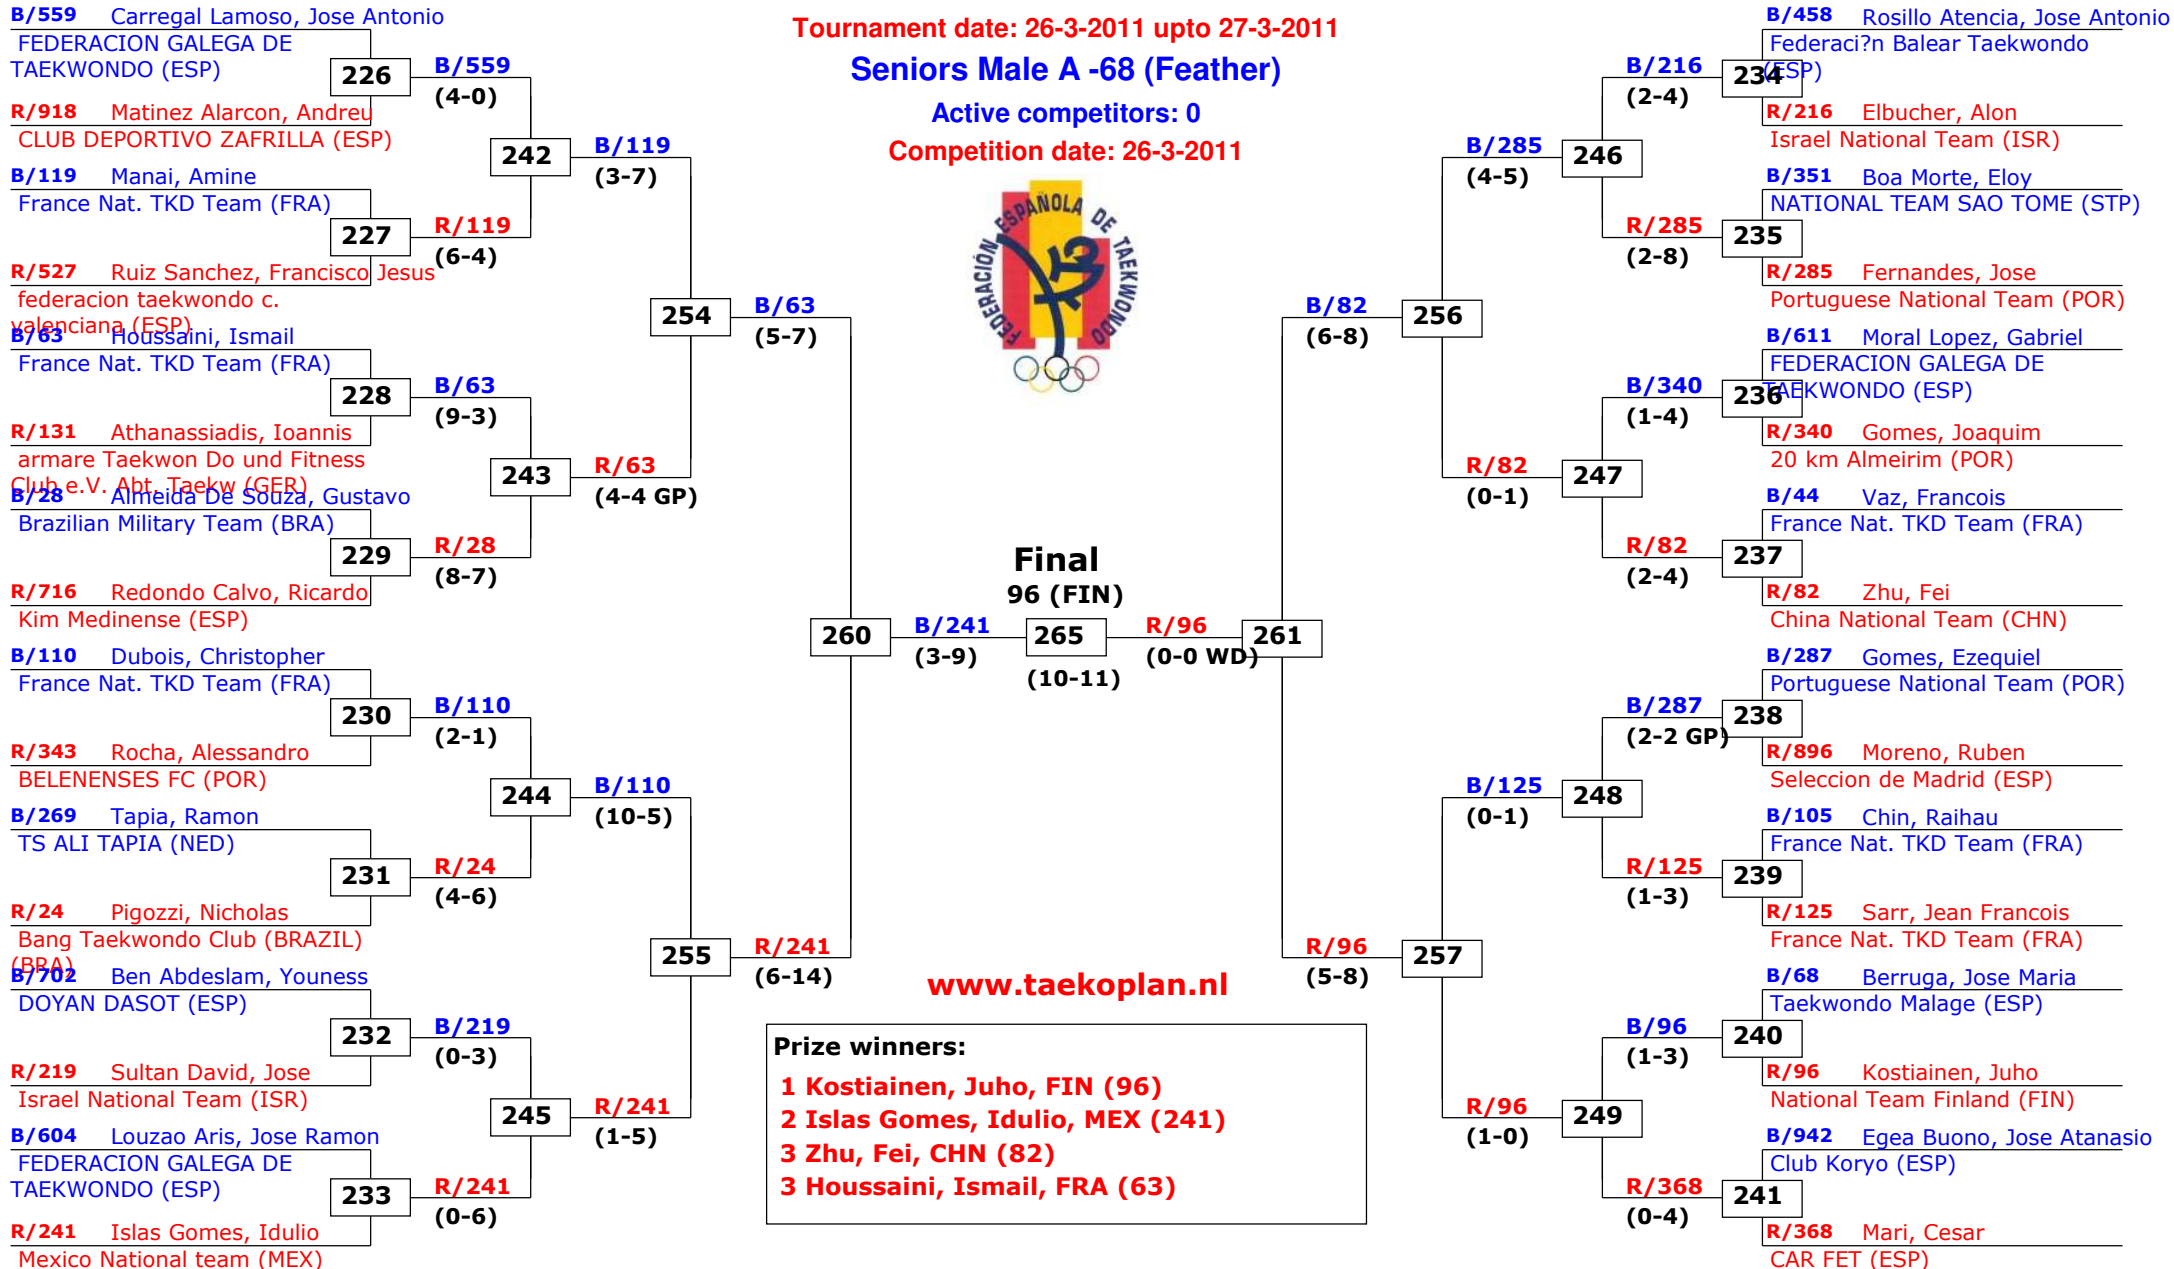 Tournament date: 26-3-2011 upto 27-3-2011
Seniors Male A -68 (Feather)
Active competitors: 0
Competition date: 26-3-2011
FEDERACIÓN ESPAÑOLA DE TAEKWONDO
B/559 Carregal Lamoso, Jose Antonio
FEDERACION GALEGA DE
TAEKWONDO (ESP)
226
R/918 Matinez Alarcon, Andreu
CLUB DEPORTIVO ZAFRILLA (ESP)
B/119 Manai, Amine
France Nat. TKD Team (FRA)
227
R/527 Ruiz Sanchez, Francisco Jesus
federacion taekwondo c.
valenciana (ESP)
B/63 Houssaini, Ismail
France Nat. TKD Team (FRA)
228
R/131 Athanassiadis, Ioannis
armare Taekwon Do und Fitness
Club e.V. Abt. Taekw (GER)
B/28 Almeida De Souza, Gustavo
Brazilian Military Team (BRA)
229
R/716 Redondo Calvo, Ricardo
Kim Medinense (ESP)
B/110 Dubois, Christopher
France Nat. TKD Team (FRA)
230
R/343 Rocha, Alessandro
BELENENSES FC (POR)
B/269 Tapia, Ramon
TS ALI TAPIA (NED)
231
R/24 Pigozzi, Nicholas
Bang Taekwondo Club (BRAZIL)
(BRA)
B/702 Ben Abdeslam, Youness
DOYAN DASOT (ESP)
232
R/219 Sultan David, Jose
Israel National Team (ISR)
B/604 Louzao Aris, Jose Ramon
FEDERACION GALEGA DE
TAEKWONDO (ESP)
233
R/241 Islas Gomes, Idulio
Mexico National team (MEX)
B/559
(4-0)
242
R/119
(6-4)
B/63
(9-3)
243
R/28
(8-7)
B/110
(2-1)
244
R/24
(4-6)
B/219
(0-3)
245
R/241
(0-6)
B/119
(3-7)
254
R/63
(4-4 GP)
B/110
(10-5)
255
R/241
(1-5)
B/63
(5-7)
260
R/241
(6-14)
B/241
(3-9)
Final
96 (FIN)
265
(10-11)
R/96
(0-0 WD)
261
B/82
(6-8)
256
R/96
(5-8)
257
B/285
(4-5)
246
R/82
(0-1)
247
B/125
(0-1)
248
R/96
(1-0)
249
B/216
(2-4)
R/285
(2-8)
B/340
(1-4)
R/82
(2-4)
B/287
(2-2 GP)
R/125
(1-3)
B/96
(1-3)
R/368
(0-4)
B/458 Rosillo Atencia, Jose Antonio
Federaci?n Balear Taekwondo
(ESP)
234
R/216 Elbucher, Alon
Israel National Team (ISR)
B/351 Boa Morte, Eloy
NATIONAL TEAM SAO TOME (STP)
235
R/285 Fernandes, Jose
Portuguese National Team (POR)
B/611 Moral Lopez, Gabriel
FEDERACION GALEGA DE
TAEKWONDO (ESP)
236
R/340 Gomes, Joaquim
20 km Almeirim (POR)
B/44 Vaz, Francois
France Nat. TKD Team (FRA)
237
R/82 Zhu, Fei
China National Team (CHN)
B/287 Gomes, Ezequiel
Portuguese National Team (POR)
238
R/896 Moreno, Ruben
Seleccion de Madrid (ESP)
B/105 Chin, Raihau
France Nat. TKD Team (FRA)
239
R/125 Sarr, Jean Francois
France Nat. TKD Team (FRA)
B/68 Berruga, Jose Maria
Taekwondo Malage (ESP)
240
R/96 Kostiainen, Juho
National Team Finland (FIN)
B/942 Egea Buono, Jose Atanasio
Club Koryo (ESP)
241
R/368 Mari, Cesar
CAR FET (ESP)
www.taekoplan.nl
Prize winners:
1 Kostiainen, Juho, FIN (96)
2 Islas Gomes, Idulio, MEX (241)
3 Zhu, Fei, CHN (82)
3 Houssaini, Ismail, FRA (63)